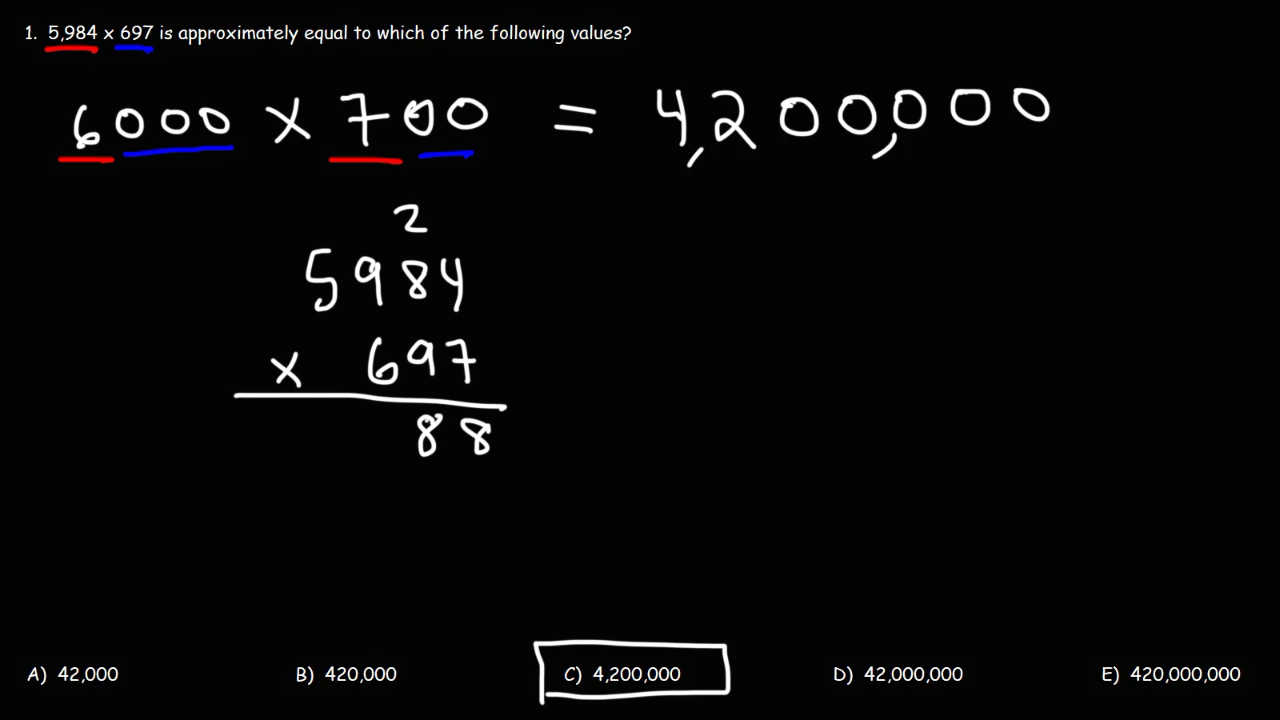 1. 5,984 x 697 is approximately equal to which of the following values?
6000 × 700 = 4,200,000
2
5984
× 697
88
A) 42,000 B) 420,000 C) 4,200,000 D) 42,000,000 E) 420,000,000